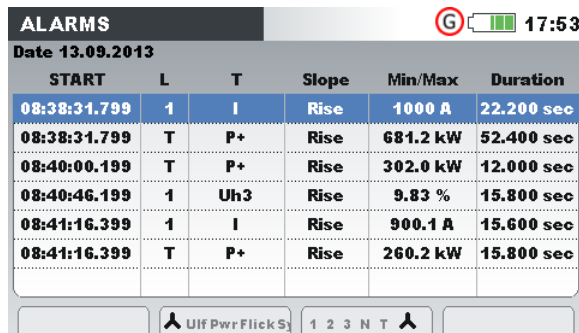 ALARMS G 17:53
Date 13.09.2013
START L T Slope Min/Max Duration
08:38:31.799 1 I Rise 1000 A 22.200 sec
08:38:31.799 T P+ Rise 681.2 kW 52.400 sec
08:40:00.199 T P+ Rise 302.0 kW 12.000 sec
08:40:46.199 1 Uh3 Rise 9.83 % 15.800 sec
08:41:16.399 1 I Rise 900.1 A 15.600 sec
08:41:16.399 T P+ Rise 260.2 kW 15.800 sec
UIf Pwr Flick Sy 1 2 3 N T